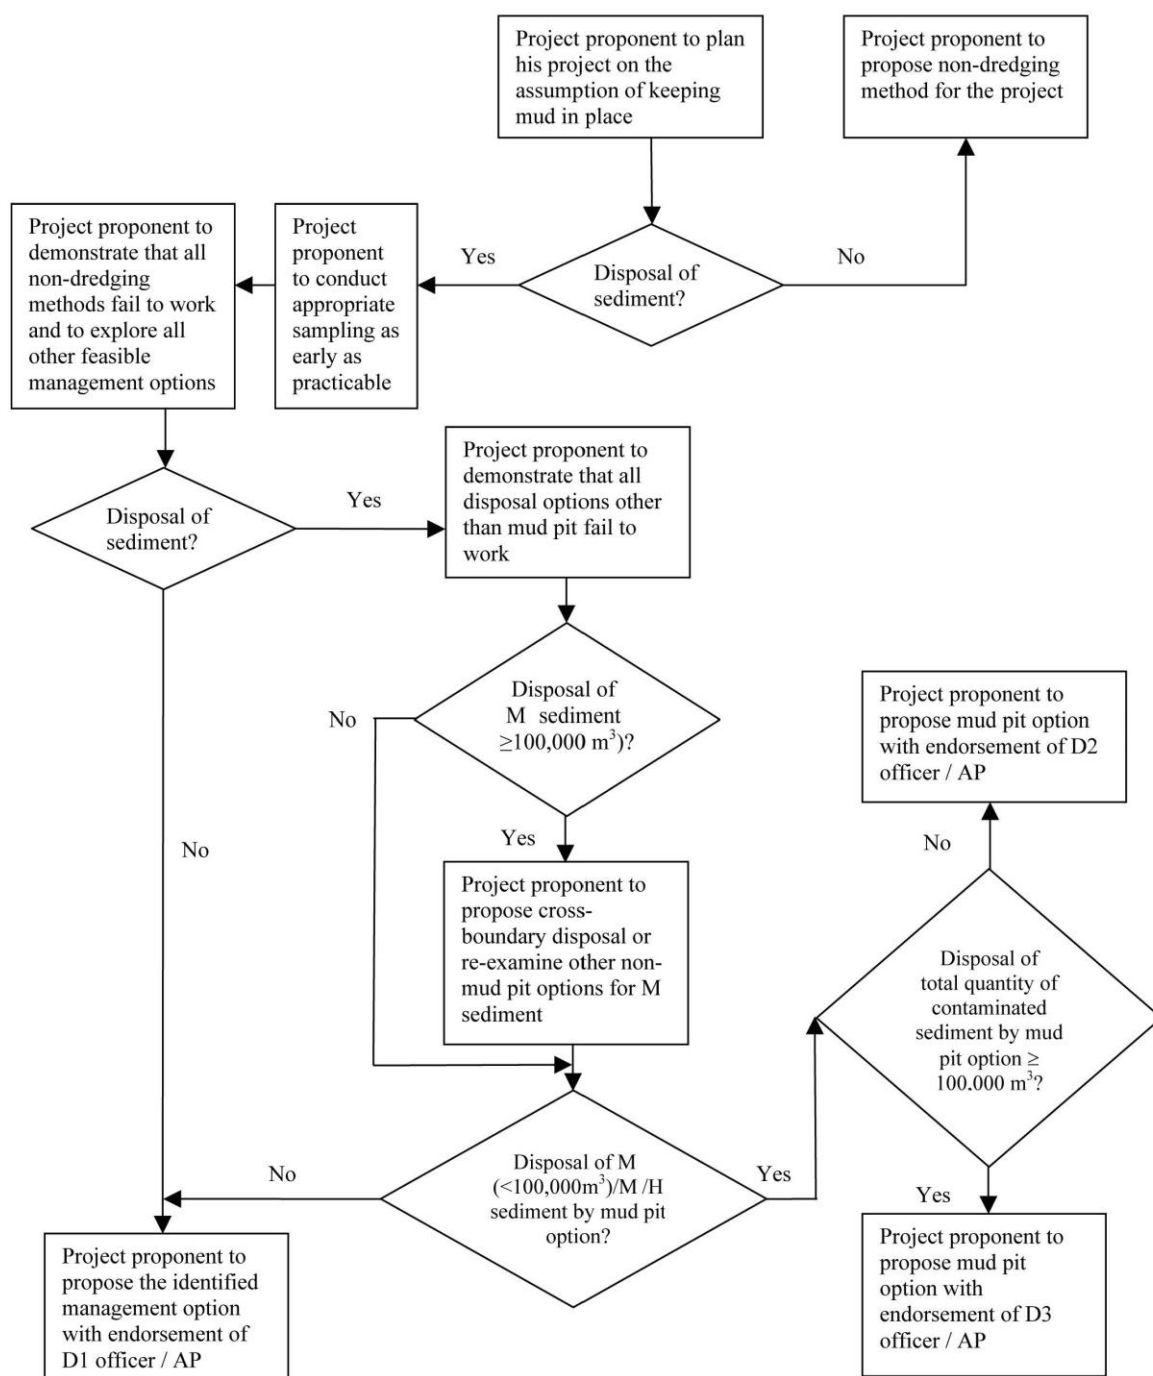 Project proponent to plan
his project on the
assumption of keeping
mud in place
Project proponent to
propose non-dredging
method for the project
Disposal of
sediment?
Yes
No
Project
proponent
to conduct
appropriate
sampling as
early as
practicable
Project proponent to
demonstrate that all
non-dredging
methods fail to work
and to explore all
other feasible
management options
Disposal of
sediment?
Yes
No
Project proponent to
demonstrate that all
disposal options other
than mud pit fail to
work
Disposal of
M sediment
≥100,000 m³)?
No
Yes
Project proponent to
propose cross-
boundary disposal or
re-examine other non-
mud pit options for M
sediment
Disposal of M
(<100,000m³)/M /H
sediment by mud pit
option?
No
Yes
Project proponent to
propose the identified
management option
with endorsement of
D1 officer / AP
Disposal of
total quantity of
contaminated
sediment by mud
pit option ≥
100.000 m³?
No
Project proponent to
propose mud pit option
with endorsement of D2
officer / AP
Yes
Project proponent to
propose mud pit
option with
endorsement of D3
officer / AP